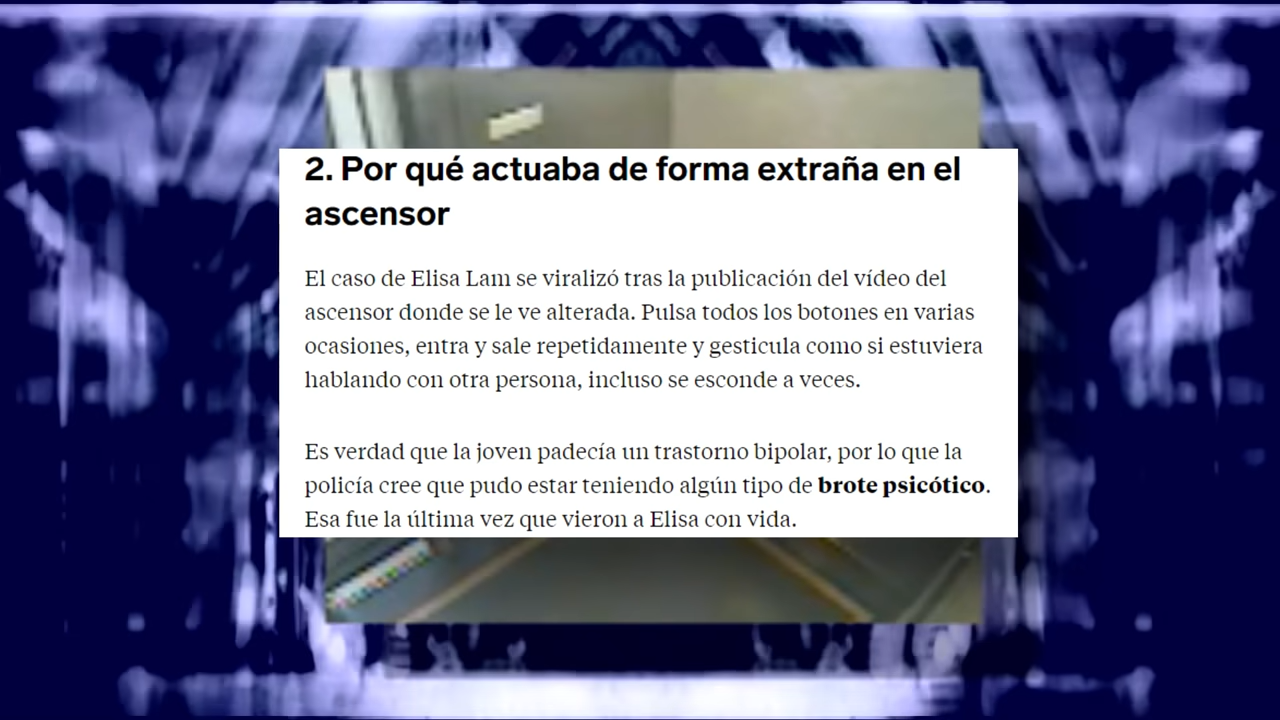 2. Por qué actuaba de forma extraña en el
ascensor
El caso de Elisa Lam se viralizó tras la publicación del vídeo del
ascensor donde se le ve alterada. Pulsa todos los botones en varias
ocasiones, entra y sale repetidamente y gesticula como si estuviera
hablando con otra persona, incluso se esconde a veces.
Es verdad que la joven padecía un trastorno bipolar, por lo que la
policía cree que pudo estar teniendo algún tipo de brote psicótico.
Esa fue la última vez que vieron a Elisa con vida.